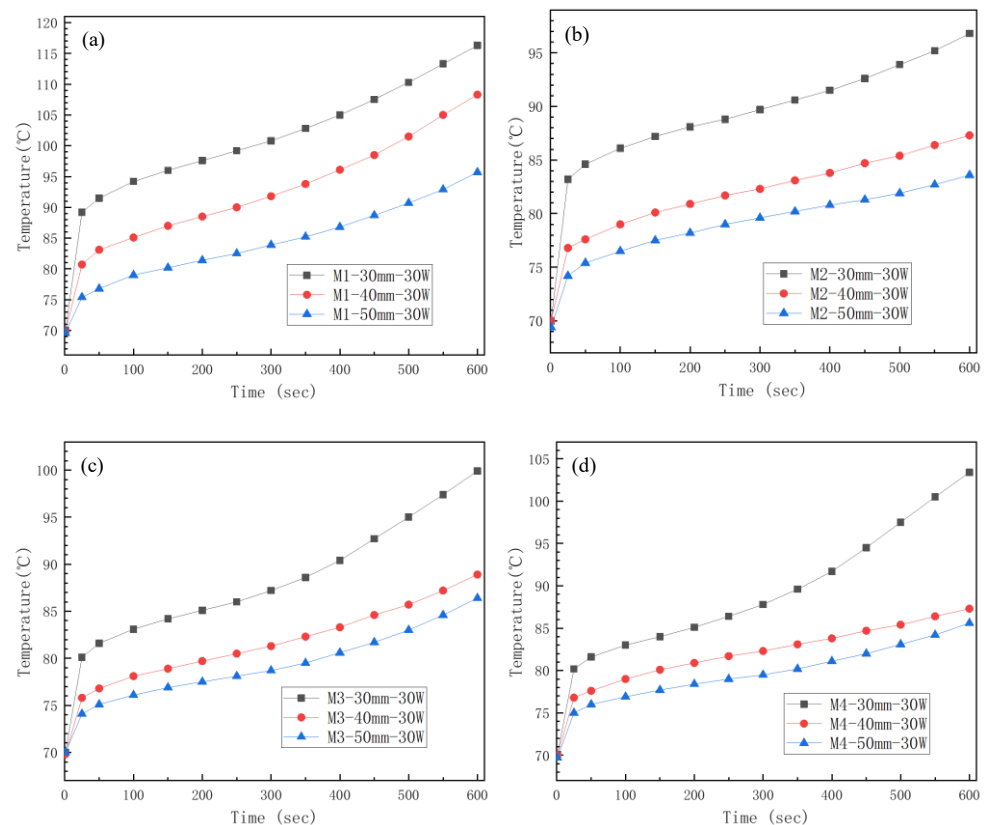 (a)
120
115
110
105
100
95
90
85
80
75
70
Temperature(℃)
M1-30mm-30W
M1-40mm-30W
M1-50mm-30W
0 100 200 300 400 500 600
Time (sec)
(b)
95
90
85
80
75
70
Temperature(℃)
M2-30mm-30W
M2-40mm-30W
M2-50mm-30W
0 100 200 300 400 500 600
Time (sec)
(c)
100
95
90
85
80
75
70
Temperature(℃)
M3-30mm-30W
M3-40mm-30W
M3-50mm-30W
0 100 200 300 400 500 600
Time (sec)
(d)
105
100
95
90
85
80
75
70
Temperature(℃)
M4-30mm-30W
M4-40mm-30W
M4-50mm-30W
0 100 200 300 400 500 600
Time (sec)